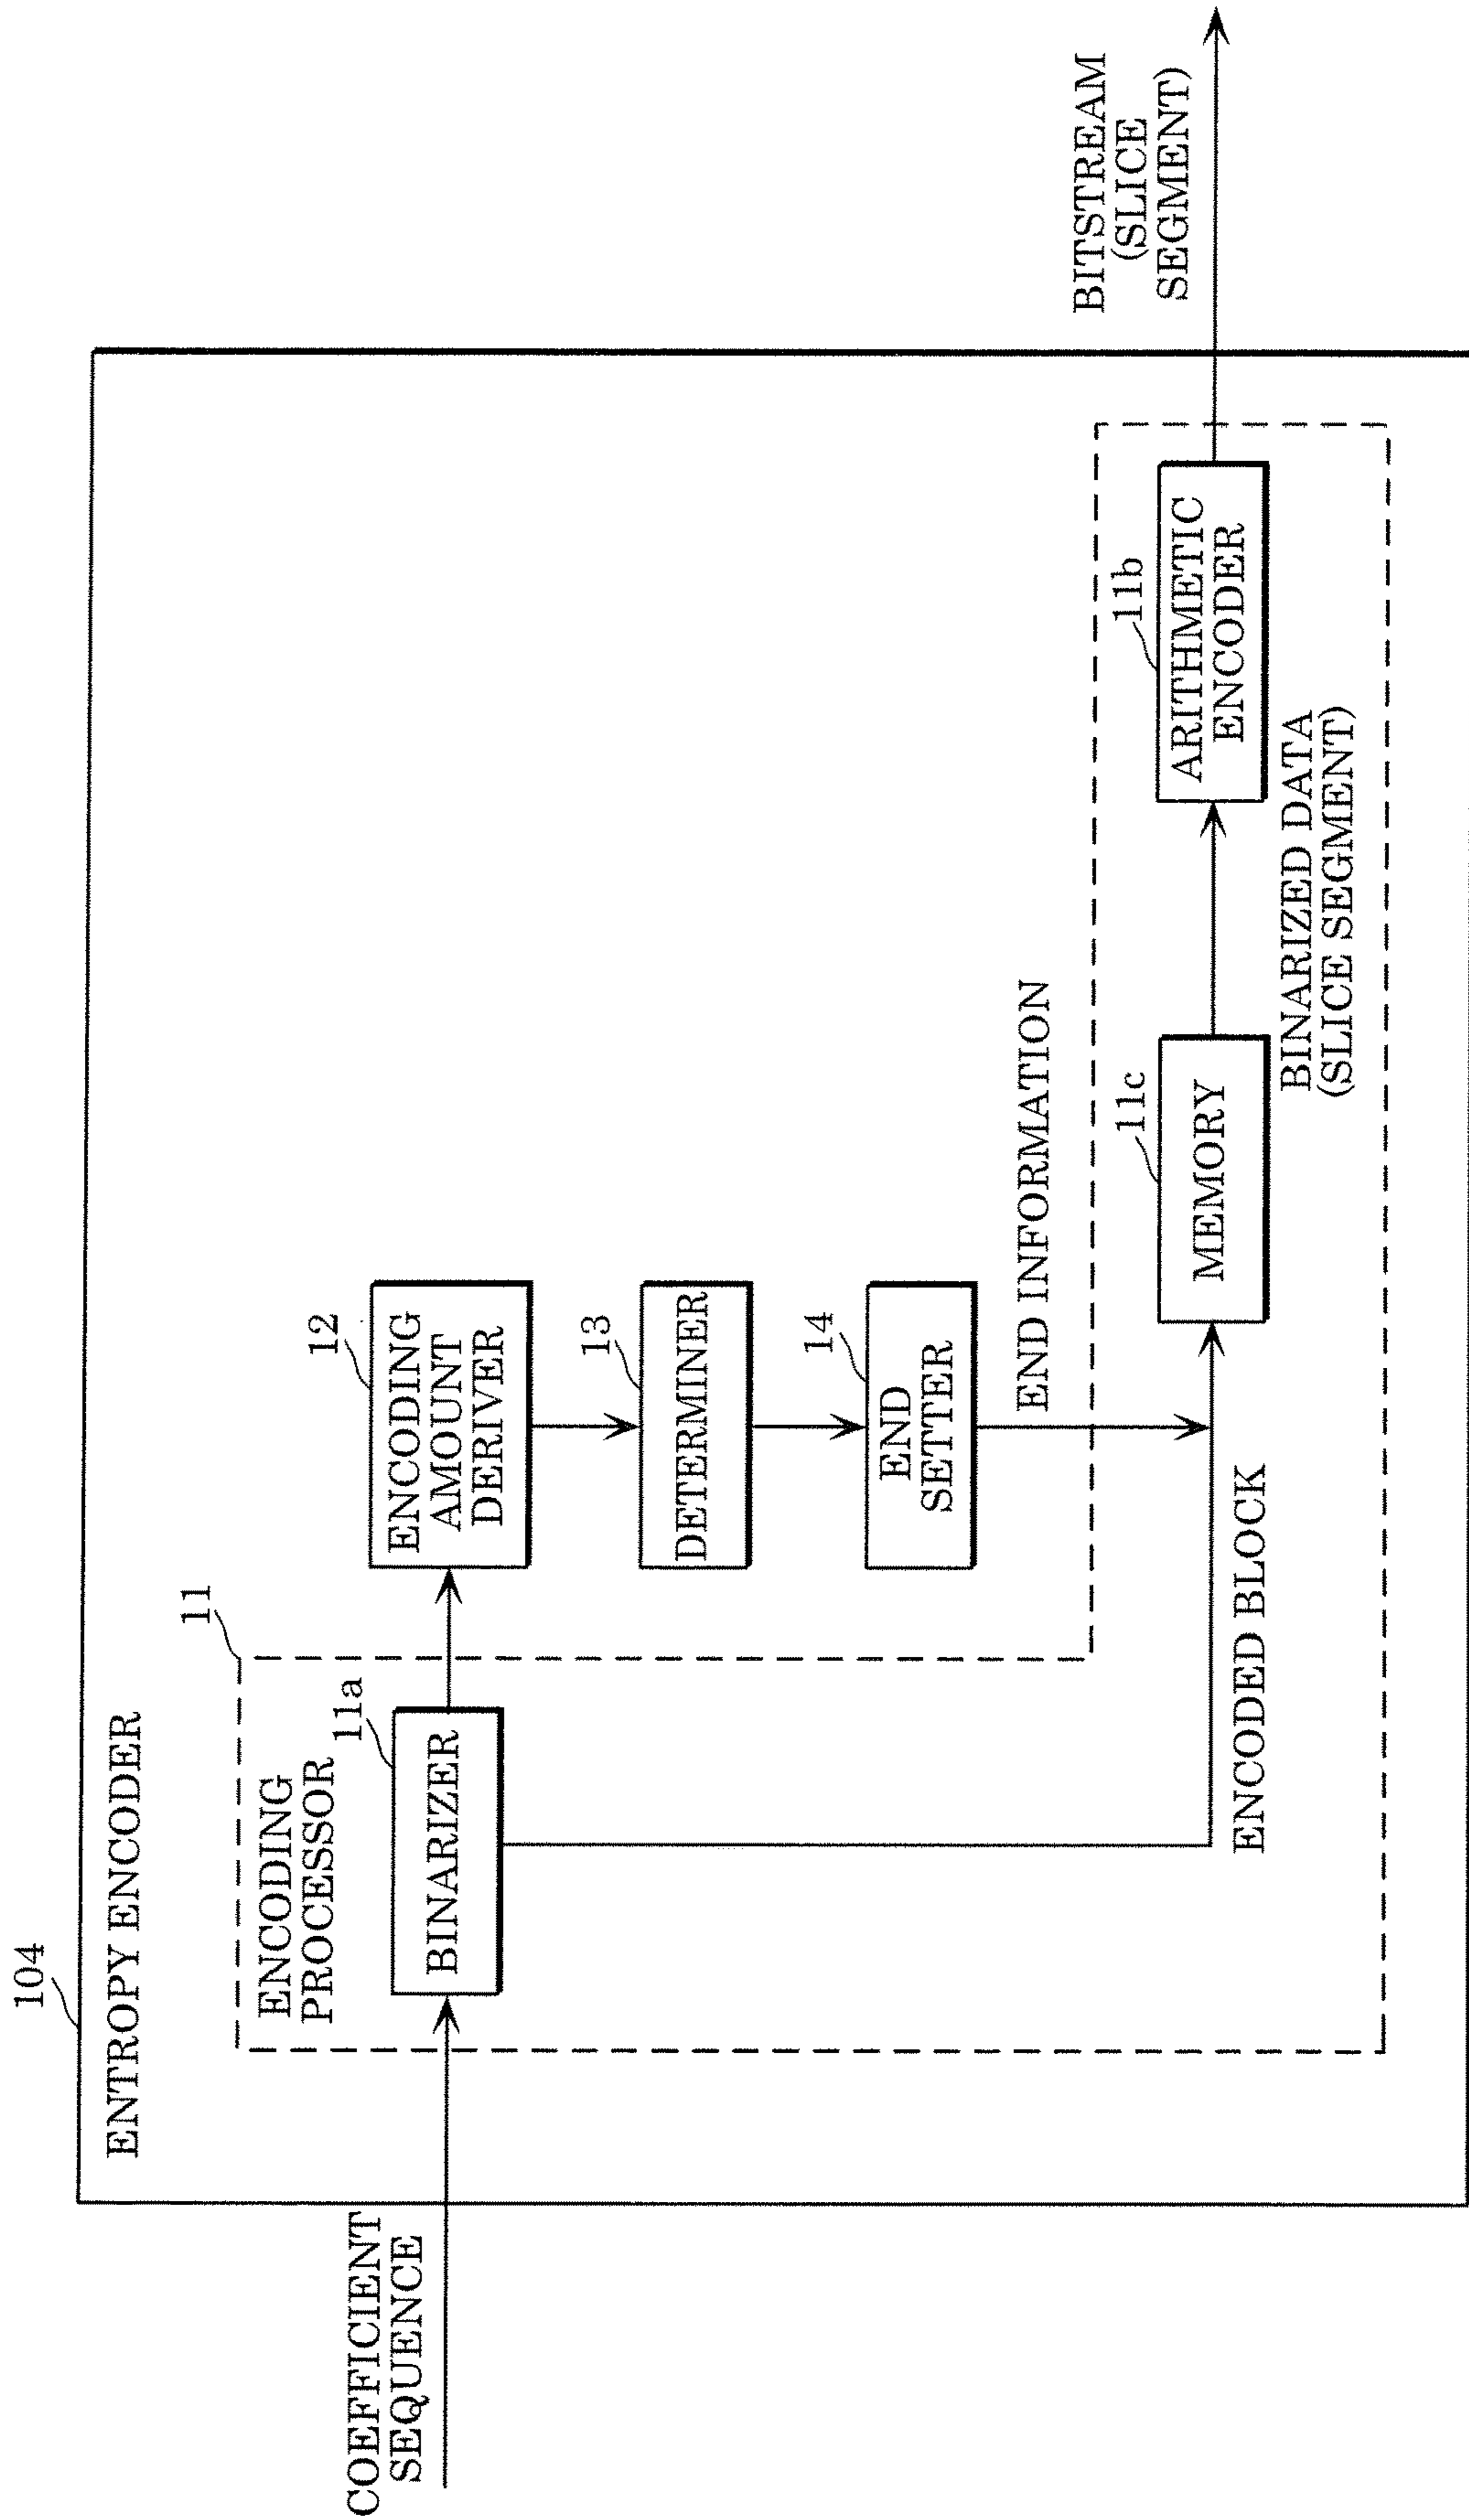 104
ENTROPY ENCODER
COEFFICIENT
SEQUENCE
11
ENCODING
PROCESSOR
11a
BINARIZER
12
ENCODING
AMOUNT
DERIVER
13
DETERMINER
14
END
SETTER
END INFORMATION
ENCODED BLOCK
11c
MEMORY
BINARIZED DATA
(SLICE SEGMENT)
11b
ARITHMETIC
ENCODER
BITSTREAM
(SLICE
SEGMENT)